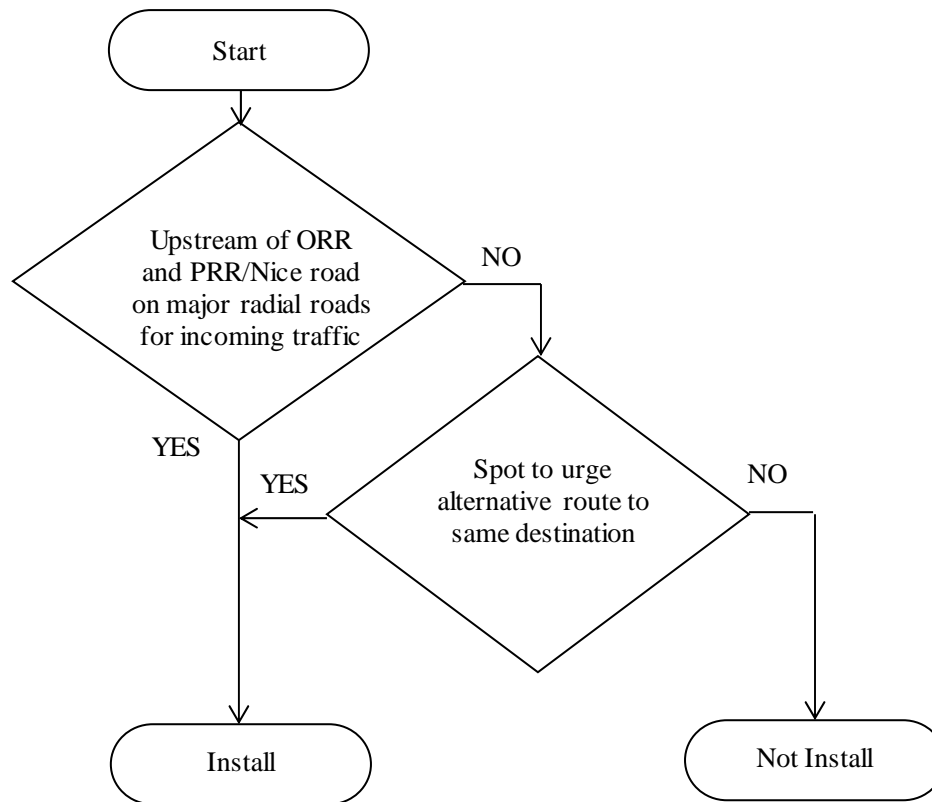 Start
Upstream of ORR
and PRR/Nice road
on major radial roads
for incoming traffic
NO
YES
Spot to urge
alternative route to
same destination
YES
NO
Install
Not Install